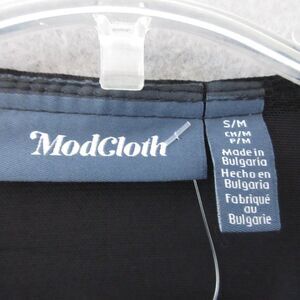 ModCloth
S/M
CH/M
P/M
Made in
Bulgaria
Hecho en
Bulgaria
Fabriqué
au
Bulgarie